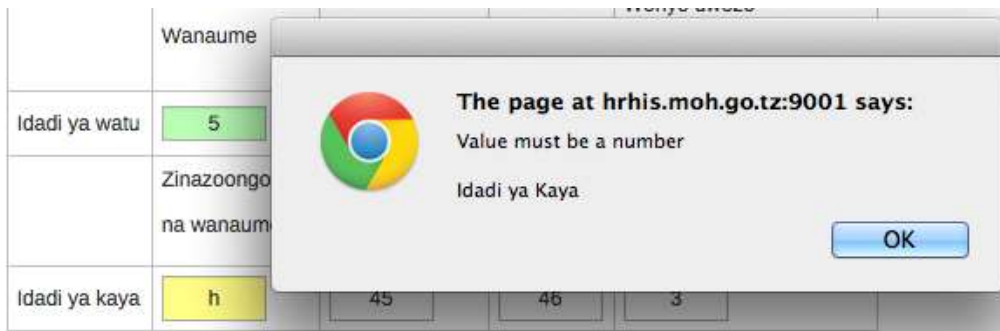 Wanaume
The page at hrhis.moh.go.tz:9001 says:
Value must be a number
Idadi ya watu 5
Idadi ya Kaya
Zinazoongo
na wanaum
OK
Idadi ya kaya h 45 46 3